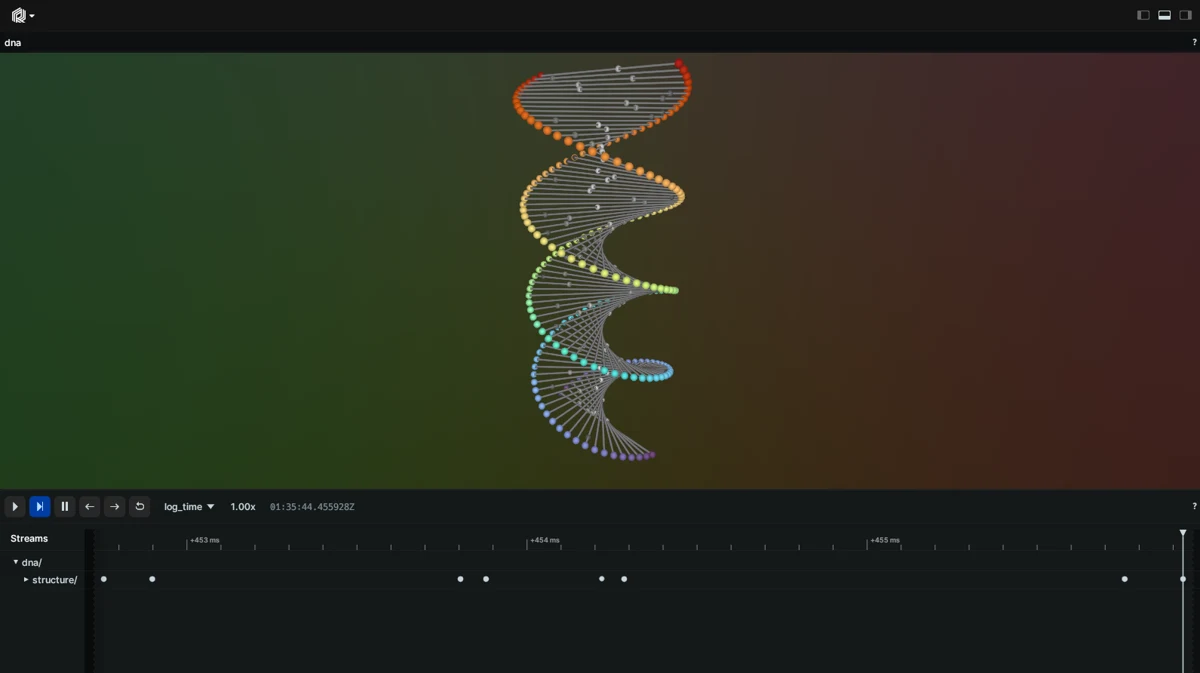 dna
?
log_time 1.00x 01:35:44.455928Z
?
Streams
+453 ms +454 ms +455 ms
dna/
structure/